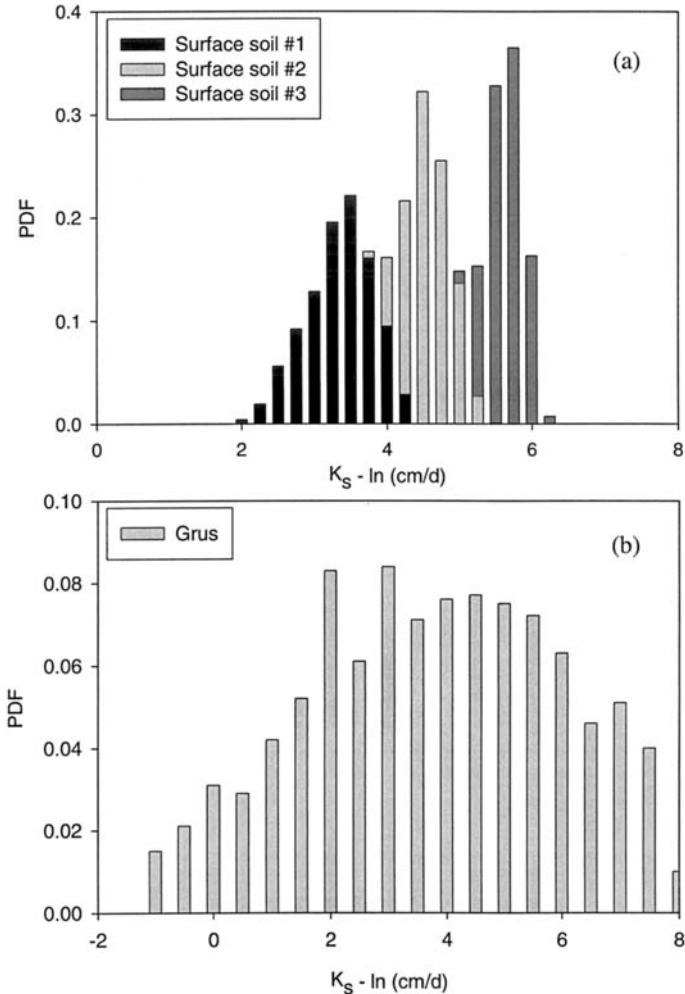 0.4
Surface soil #1
Surface soil #2
Surface soil #3
(a)
0.3
PDF
0.2
0.1
0.0
0 2 4 6 8
KS - ln (cm/d)
0.10
Grus
(b)
0.08
0.06
PDF
0.04
0.02
0.00
-2 0 2 4 6 8
KS - ln (cm/d)